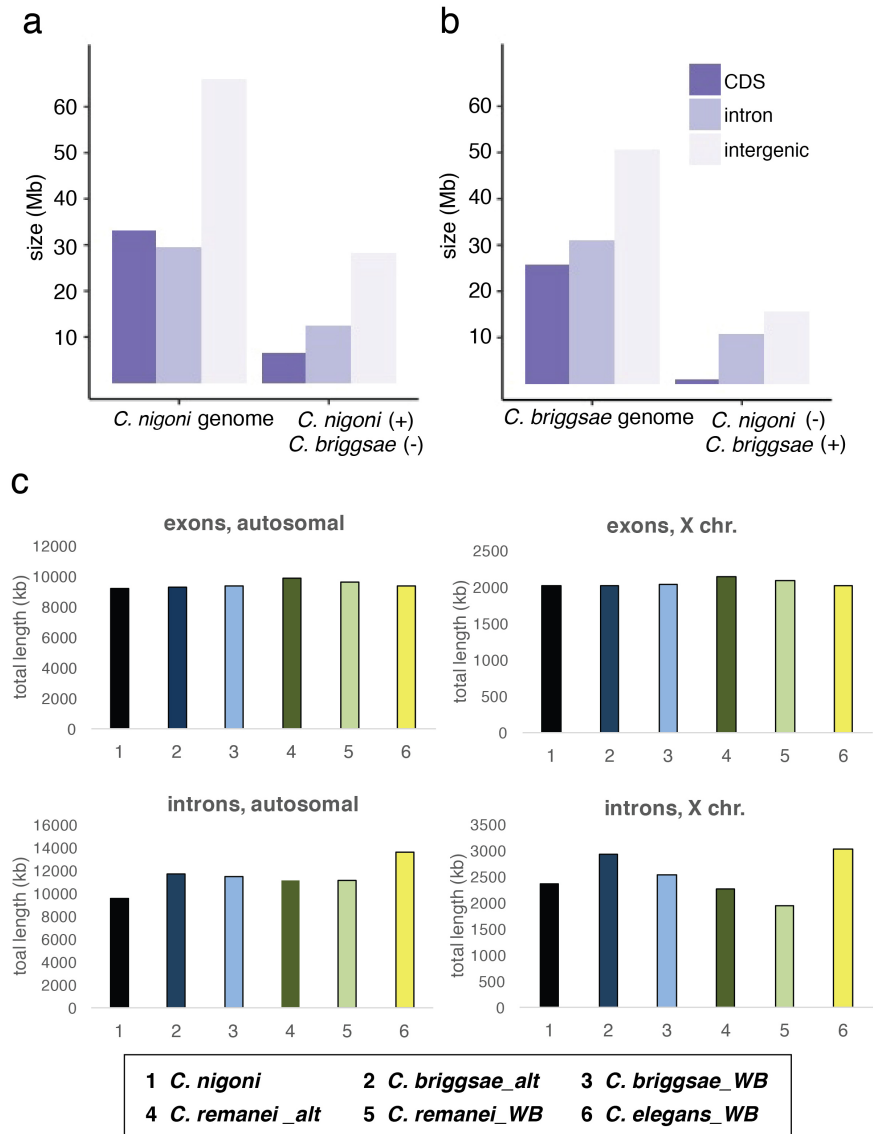 a
size (Mb)
60
50
40
30
20
10
C. nigoni genome
C. nigoni (+)
C. briggsae (-)
b
size (Mb)
60
50
40
30
20
10
CDS
intron
intergenic
C. briggsae genome
C. nigoni (-)
C. briggsae (+)
c
exons, autosomal
total length (kb)
12000
10000
8000
6000
4000
2000
0
1 2 3 4 5 6
exons, X chr.
total length (kb)
2500
2000
1500
1000
500
0
1 2 3 4 5 6
introns, autosomal
toal length (kb)
16000
14000
12000
10000
8000
6000
4000
2000
0
1 2 3 4 5 6
introns, X chr.
total length (kb)
3500
3000
2500
2000
1500
1000
500
0
1 2 3 4 5 6
1 C. nigoni 2 C. briggsae_alt 3 C. briggsae_WB
4 C. remanei _alt 5 C. remanei_WB 6 C. elegans_WB